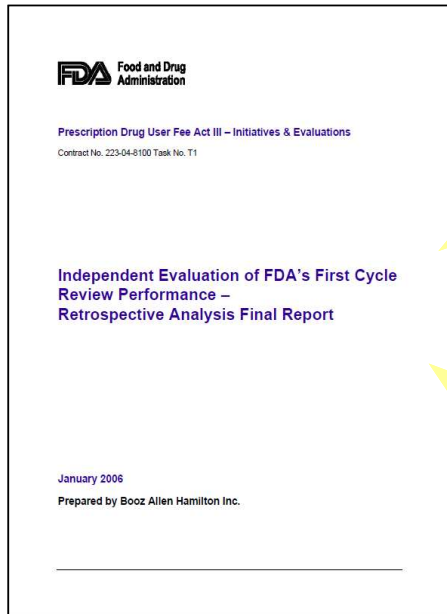 FDA Food and Drug
Administration
Prescription Drug User Fee Act III – Initiatives & Evaluations
Contract No. 223-04-8100 Task No. T1
Independent Evaluation of FDA's First Cycle
Review Performance –
Retrospective Analysis Final Report
January 2006
Prepared by Booz Allen Hamilton Inc.